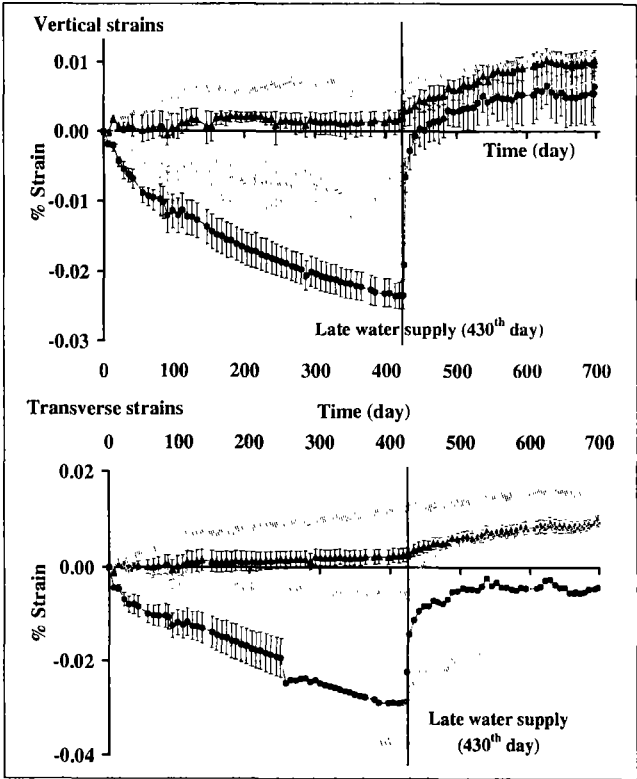 Vertical strains
0.01
0.00
-0.01
-0.02
-0.03
% Strain
Time (day)
Late water supply (430th day)
0 100 200 300 400 500 600 700
Transverse strains Time (day)
0 100 200 300 400 500 600 700
0.02
0.00
-0.02
-0.04
% Strain
Late water supply
(430th day)